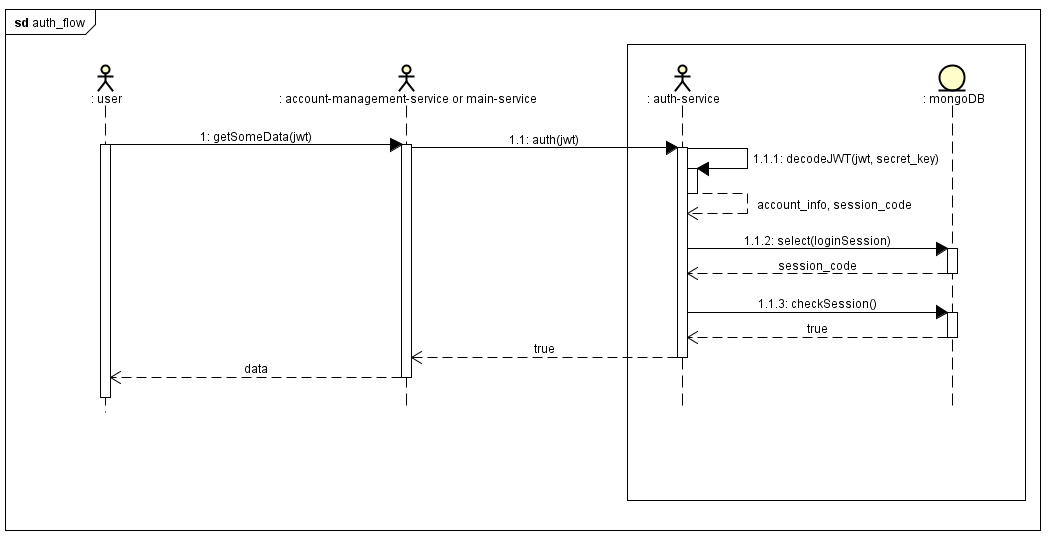 sd auth_flow
: user
: account-management-service or main-service
: auth-service
: mongoDB
1: getSomeData(jwt)
1.1: auth(jwt)
1.1.1: decodeJWT(jwt, secret_key)
account_info, session_code
1.1.2: select(loginSession)
session_code
1.1.3: checkSession()
true
true
data